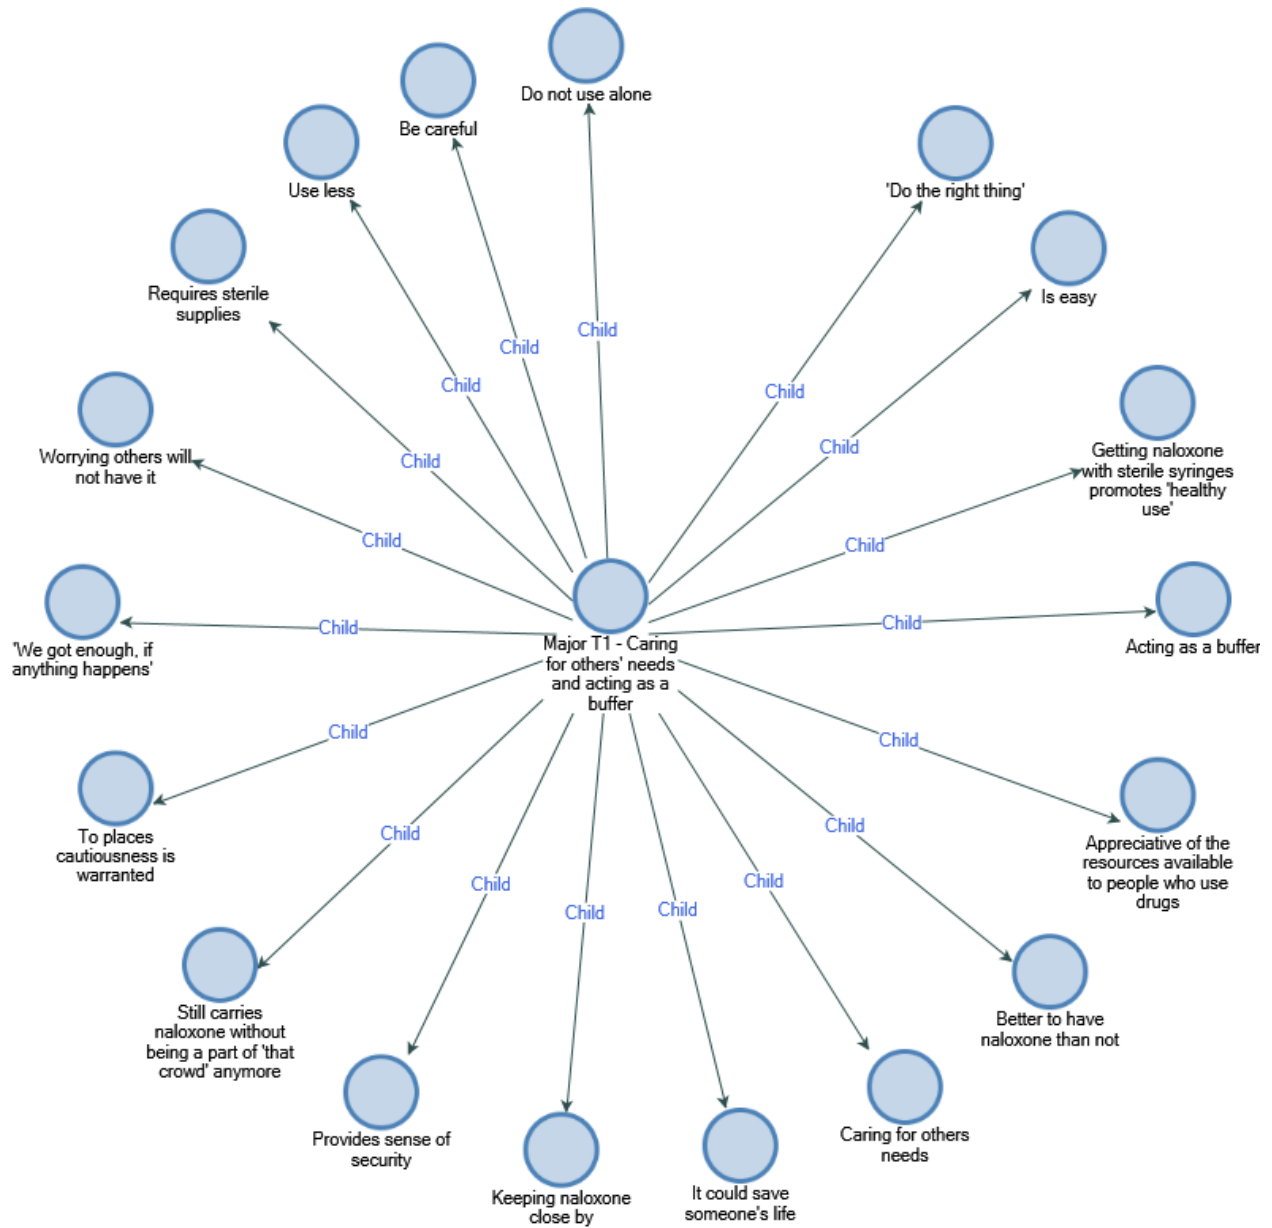 Do not use alone
Be careful
Use less
'Do the right thing'
Requires sterile
supplies
Is easy
Child
Child
Child
Child
Child
Child
Child
Worrying others will
not have it
Getting naloxone
with sterile syringes
promotes 'healthy
use'
Child
Child
'We got enough, if
anything happens'
Child
Child
Acting as a buffer
Major T1 - Caring
for others' needs
and acting as a
buffer
Child
Child
To places
cautiousness is
warranted
Child
Child
Appreciative of the
resources available
to people who use
drugs
Child
Child
Child
Child
Still carries
naloxone without
being a part of 'that
crowd' anymore
Better to have
naloxone than not
Provides sense of
security
Caring for others
needs
Keeping naloxone
close by
It could save
someone's life